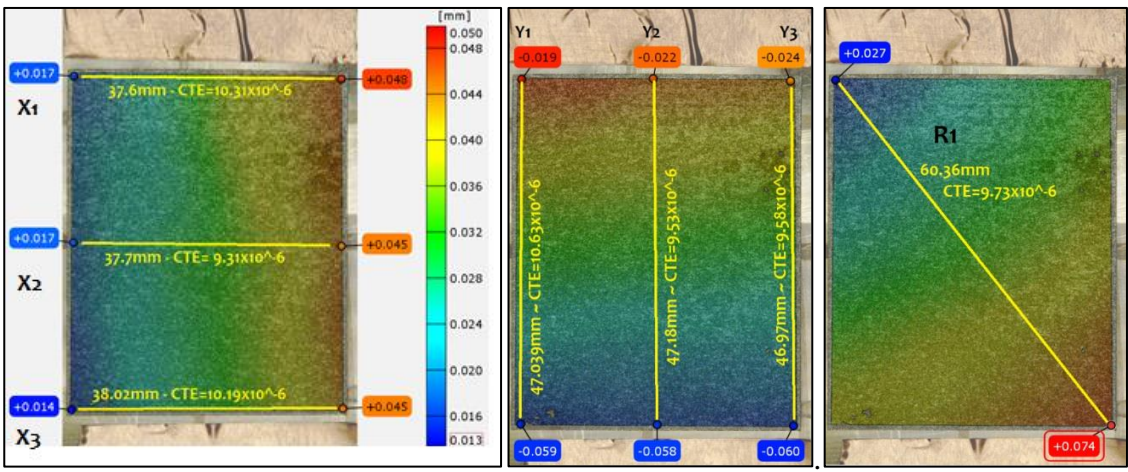 [mm]
+0.017
+0.048
0.050
0.048
37.6mm - CTE=10.31x10^-6
X1
0.044
0.040
0.036
0.032
+0.017
+0.045
37.7mm - CTE= 9.31x10^-6
X2
0.028
0.024
0.020
38.02mm - CTE=10.19x10^-6
+0.014
+0.045
0.016
X3
0.013
Y1
Y2
Y3
-0.019
-0.022
-0.024
47.039mm ~ CTE=10.63x10^-6
47.18mm ~ CTE=9.53x10^-6
46.97mm ~ CTE=9.58x10^-6
-0.059
-0.058
-0.060
.
+0.027
R1
60.36mm
CTE=9.73x10^-6
+0.074